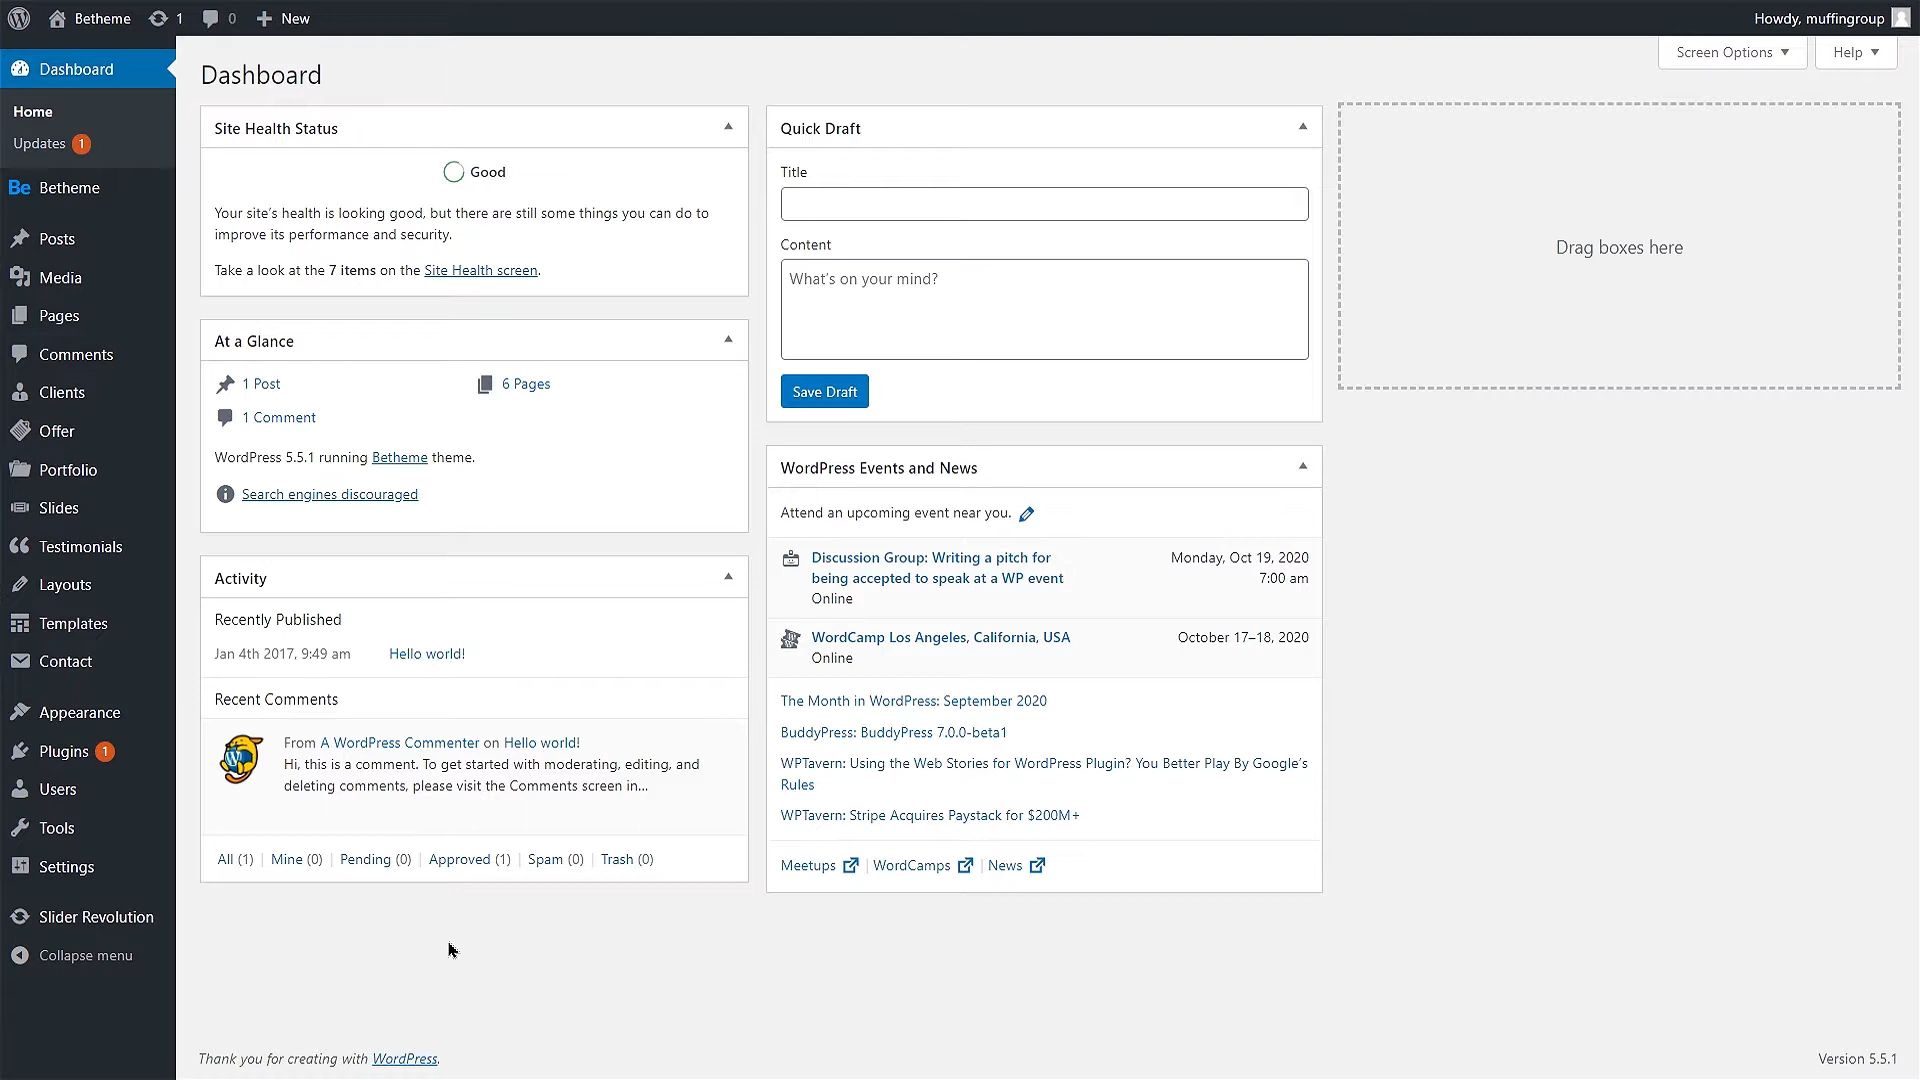 Betheme
1
0
New
Howdy, muffingroup
Dashboard
Home
Updates 1
Be Betheme
Posts
Media
Pages
Comments
Clients
Offer
Portfolio
Slides
Testimonials
Layouts
Templates
Contact
Appearance
Plugins 1
Users
Tools
Settings
Slider Revolution
Collapse menu
Screen Options
Help
Dashboard
Site Health Status
Good
Your site's health is looking good, but there are still some things you can do to
improve its performance and security.
Take a look at the 7 items on the Site Health screen.
At a Glance
1 Post
6 Pages
1 Comment
WordPress 5.5.1 running Betheme theme.
Search engines discouraged
Activity
Recently Published
Jan 4th 2017, 9:49 am Hello world!
Recent Comments
From A WordPress Commenter on Hello world!
Hi, this is a comment. To get started with moderating, editing, and
deleting comments, please visit the Comments screen in…
All (1) | Mine (0) | Pending (0) | Approved (1) | Spam (0) | Trash (0)
Quick Draft
Title
Content
What's on your mind?
Save Draft
WordPress Events and News
Attend an upcoming event near you.
Discussion Group: Writing a pitch for
being accepted to speak at a WP event
Online
Monday, Oct 19, 2020
7:00 am
WordCamp Los Angeles, California, USA
Online
October 17–18, 2020
The Month in WordPress: September 2020
BuddyPress: BuddyPress 7.0.0-beta1
WPTavern: Using the Web Stories for WordPress Plugin? You Better Play By Google's
Rules
WPTavern: Stripe Acquires Paystack for $200M+
Meetups | WordCamps | News
Drag boxes here
Thank you for creating with WordPress.
Version 5.5.1